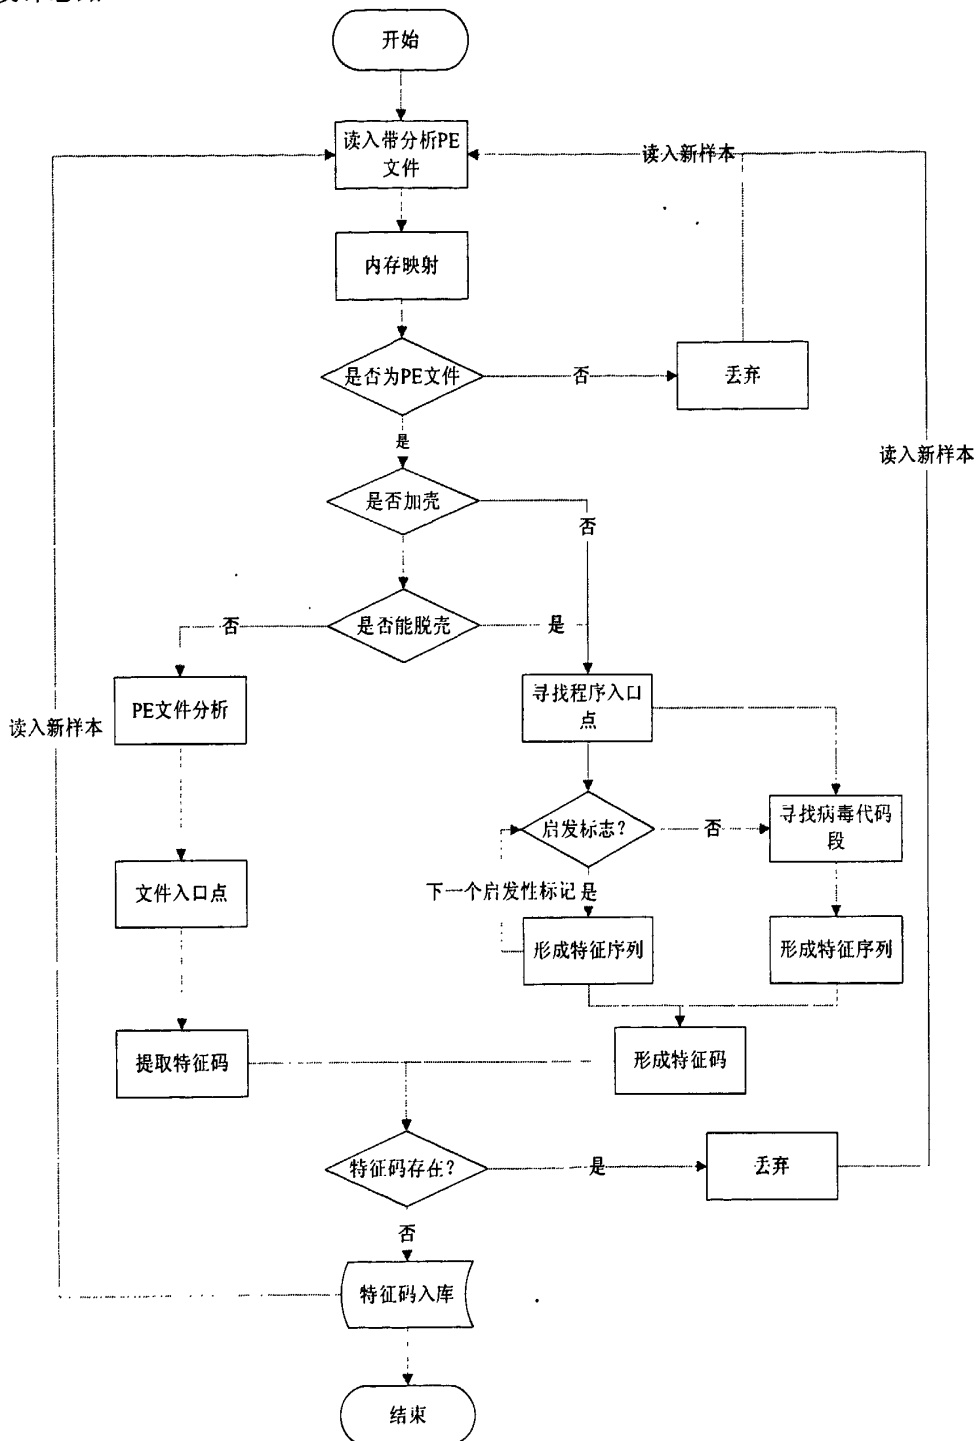 开始
读入带分析PE
文件
读入新样本
内存映射
是否为PE文件
否
丢弃
是
读入新样本
是否加壳
否
是否能脱壳
否
是
PE文件分析
寻找程序入口
点
读入新样本
启发标志?
否
寻找病毒代码
段
文件入口点
下一个启发性标记
是
形成特征序列
形成特征序列
提取特征码
形成特征码
特征码存在?
是
丢弃
否
特征码入库
结束